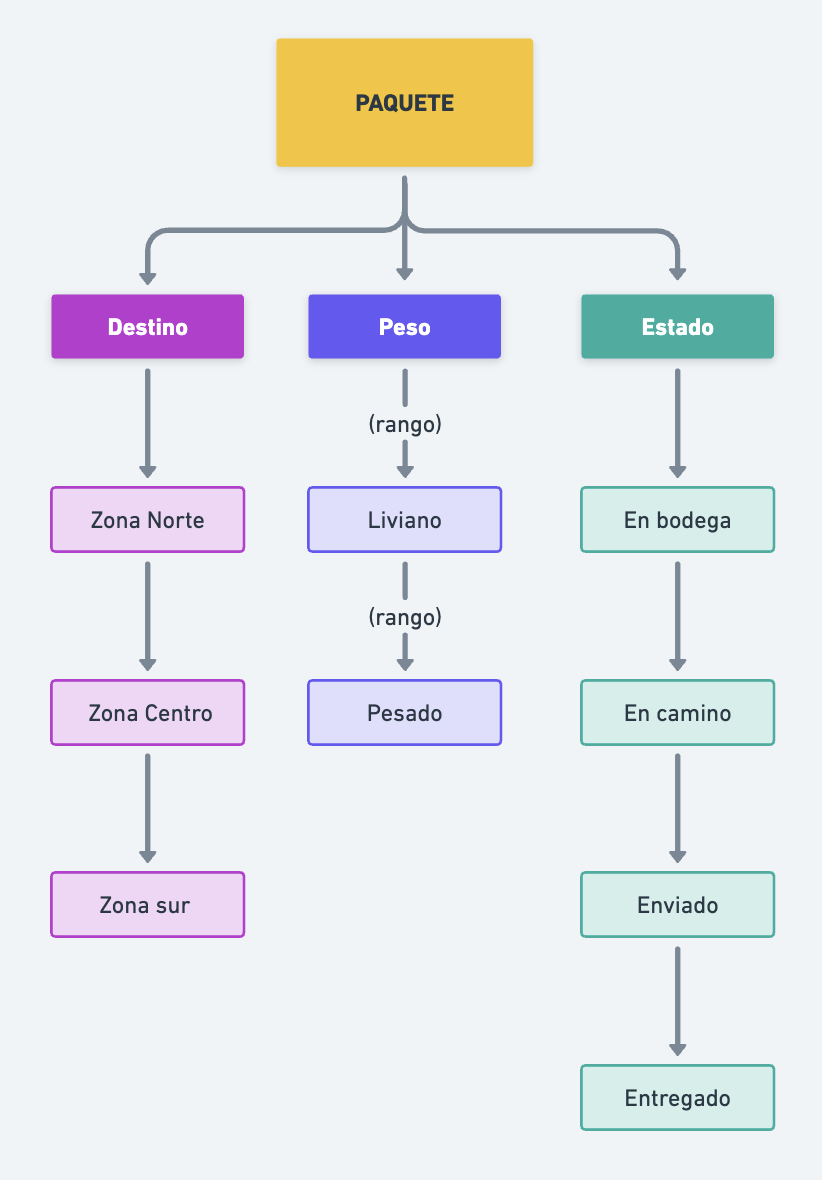 PAQUETE
Destino
Peso
Estado
(rango)
Zona Norte
Liviano
En bodega
(rango)
Zona Centro
Pesado
En camino
Zona sur
Enviado
Entregado